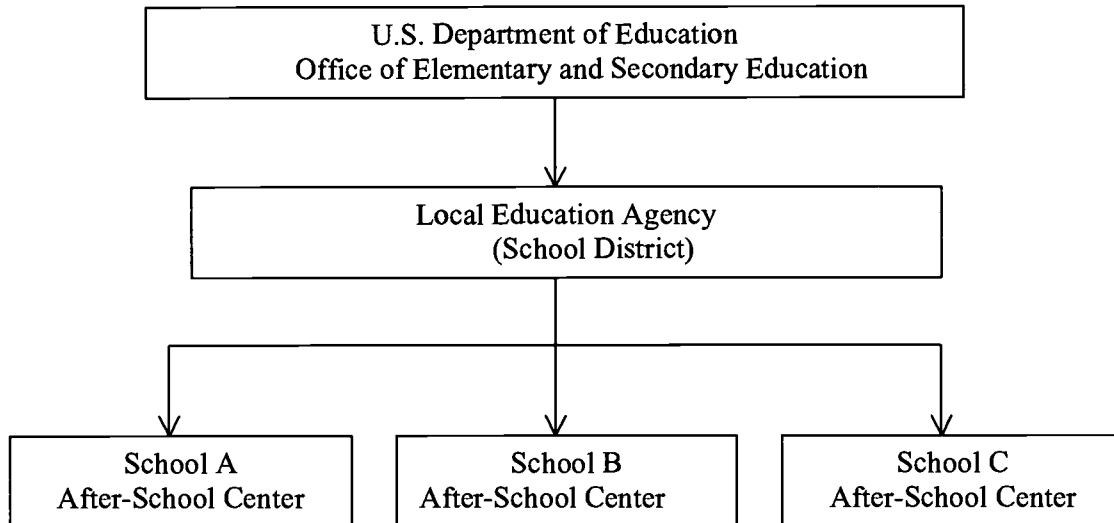 U.S. Department of Education
Office of Elementary and Secondary Education
Local Education Agency
(School District)
School A
After-School Center
School B
After-School Center
School C
After-School Center